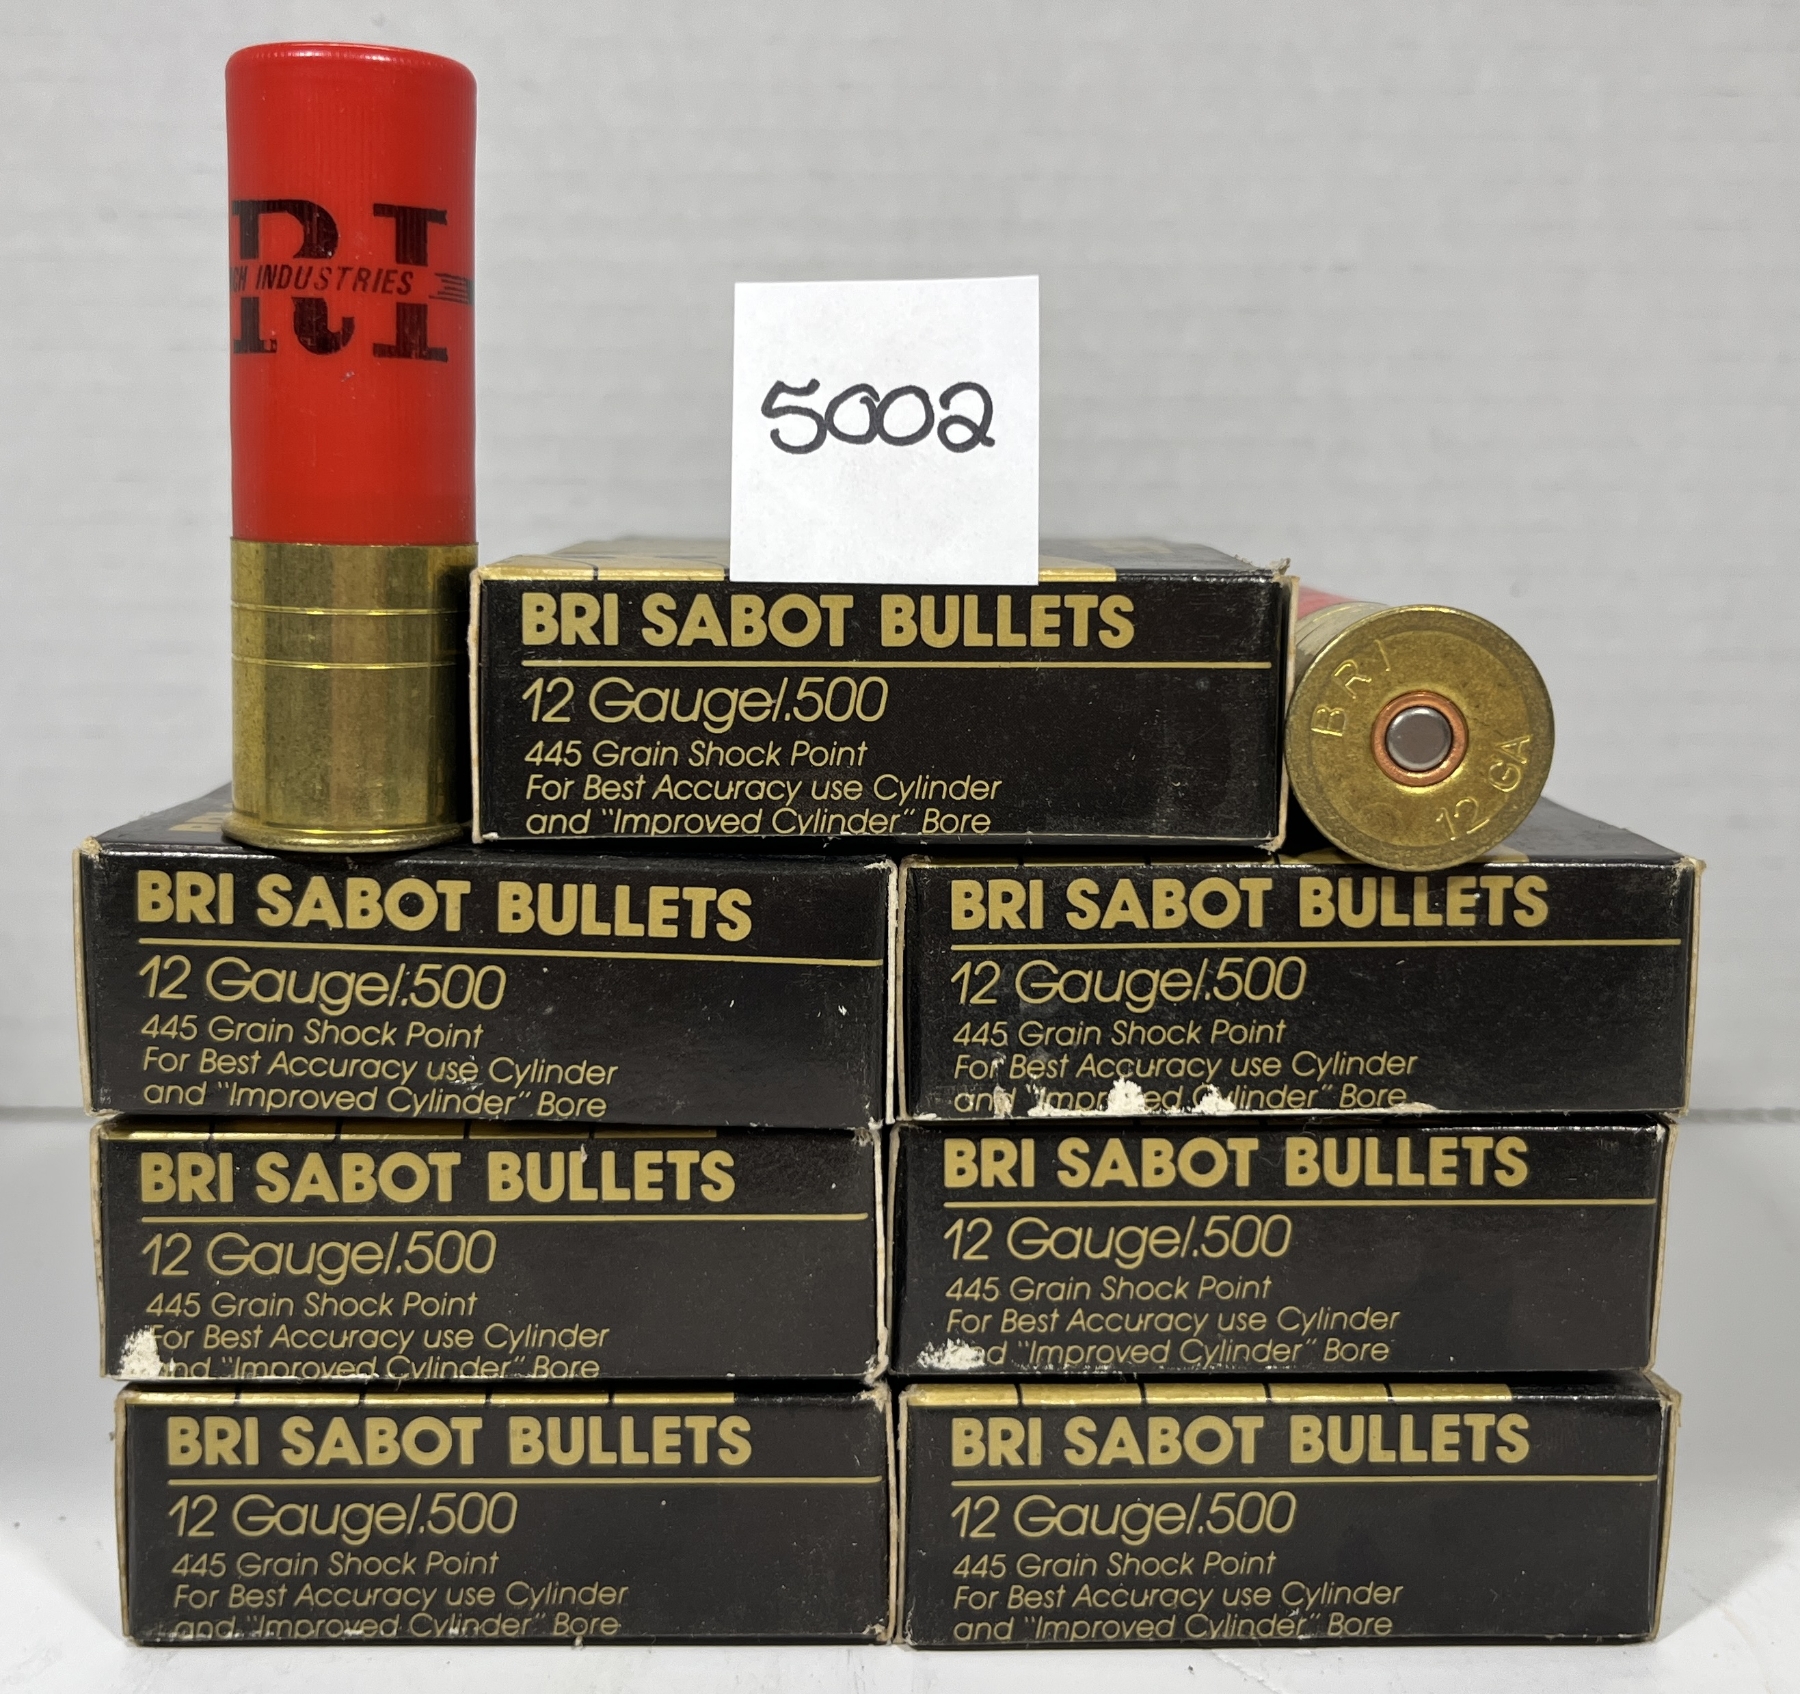 RI
INDUSTRIES
5002
BRI SABOT BULLETS
12 Gauge/.500
445 Grain Shock Point
For Best Accuracy use Cylinder
and "Improved Cylinder" Bore
BRI
12 GA
BRI SABOT BULLETS
12 Gauge/.500
445 Grain Shock Point
For Best Accuracy use Cylinder
and "Improved Cylinder" Bore
BRI SABOT BULLETS
12 Gauge/.500
445 Grain Shock Point
For Best Accuracy use Cylinder
and "Improved Cylinder" Bore
BRI SABOT BULLETS
12 Gauge/.500
445 Grain Shock Point
For Best Accuracy use Cylinder
and "Improved Cylinder" Bore
BRI SABOT BULLETS
12 Gauge/.500
445 Grain Shock Point
For Best Accuracy use Cylinder
and "Improved Cylinder" Bore
BRI SABOT BULLETS
12 Gauge/.500
445 Grain Shock Point
For Best Accuracy use Cylinder
and "Improved Cylinder" Bore
BRI SABOT BULLETS
12 Gauge/.500
445 Grain Shock Point
For Best Accuracy use Cylinder
and "Improved Cylinder" Bore